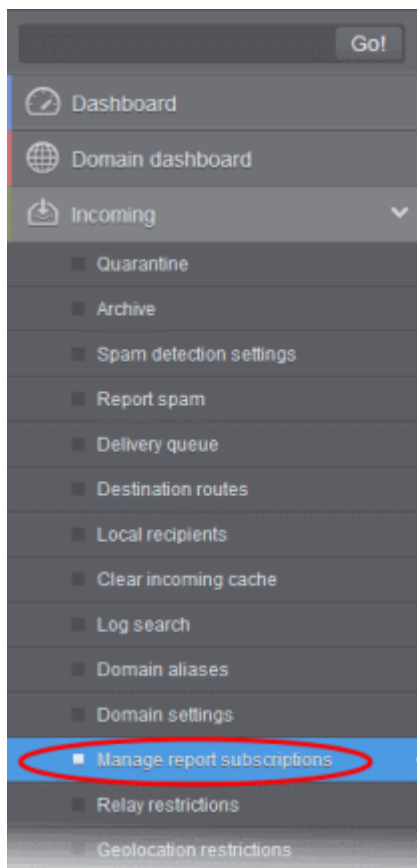 Go!
Dashboard
Domain dashboard
Incoming
Quarantine
Archive
Spam detection settings
Report spam
Delivery queue
Destination routes
Local recipients
Clear incoming cache
Log search
Domain aliases
Domain settings
Manage report subscriptions
Relay restrictions
Geolocation restrictions